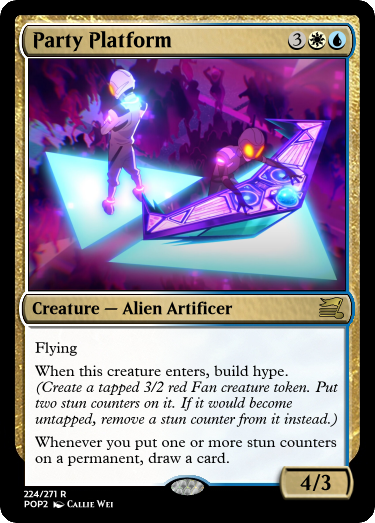 Party Platform 3
Creature — Alien Artificer
Flying
When this creature enters, build hype.
(Create a tapped 3/2 red Fan creature token. Put
two stun counters on it. If it would become
untapped, remove a stun counter from it instead.)
Whenever you put one or more stun counters
on a permanent, draw a card.
4/3
224/271 R
POP2 Callie Wei